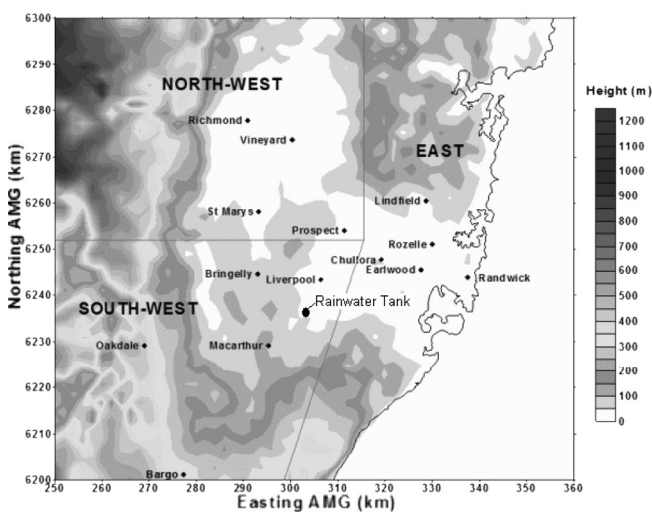 6300
6290
6280
6270
6260
6250
6240
6230
6220
6210
6200
Northing AMG (km)
250
260
270
280
290
300
310
320
330
340
350
360
Easting AMG (km)
NORTH-WEST
Richmond
Vineyard
EAST
Lindfield
St Marys
Prospect
Rozelle
Chullora
Earlwood
Bringelly
Liverpool
Randwick
SOUTH-WEST
Rainwater Tank
Oakdale
Macarthur
Bargo
Height (m)
1200
1100
1000
900
800
700
600
500
400
300
200
100
0